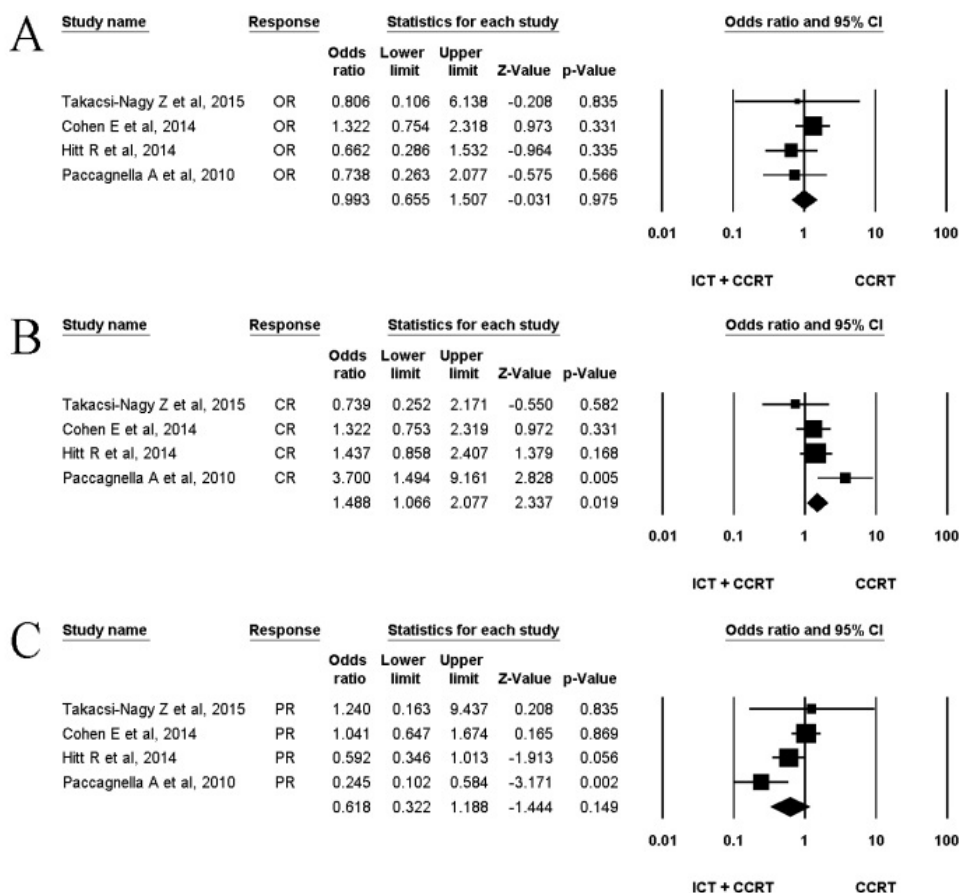 A
Study name Response Statistics for each study Odds ratio and 95% CI
Odds Lower Upper
ratio limit limit Z-Value p-Value
Takacsi-Nagy Z et al, 2015 OR 0.806 0.106 6.138 -0.208 0.835
Cohen E et al, 2014 OR 1.322 0.754 2.318 0.973 0.331
Hitt R et al, 2014 OR 0.662 0.286 1.532 -0.964 0.335
Paccagnella A et al, 2010 OR 0.738 0.263 2.077 -0.575 0.566
0.993 0.655 1.507 -0.031 0.975
0.01 0.1 1 10 100
ICT + CCRT CCRT
B
Study name Response Statistics for each study Odds ratio and 95% CI
Odds Lower Upper
ratio limit limit Z-Value p-Value
Takacsi-Nagy Z et al, 2015 CR 0.739 0.252 2.171 -0.550 0.582
Cohen E et al, 2014 CR 1.322 0.753 2.319 0.972 0.331
Hitt R et al, 2014 CR 1.437 0.858 2.407 1.379 0.168
Paccagnella A et al, 2010 CR 3.700 1.494 9.161 2.828 0.005
1.488 1.066 2.077 2.337 0.019
0.01 0.1 1 10 100
ICT + CCRT CCRT
C
Study name Response Statistics for each study Odds ratio and 95% CI
Odds Lower Upper
ratio limit limit Z-Value p-Value
Takacsi-Nagy Z et al, 2015 PR 1.240 0.163 9.437 0.208 0.835
Cohen E et al, 2014 PR 1.041 0.647 1.674 0.165 0.869
Hitt R et al, 2014 PR 0.592 0.346 1.013 -1.913 0.056
Paccagnella A et al, 2010 PR 0.245 0.102 0.584 -3.171 0.002
0.618 0.322 1.188 -1.444 0.149
0.01 0.1 1 10 100
ICT + CCRT CCRT